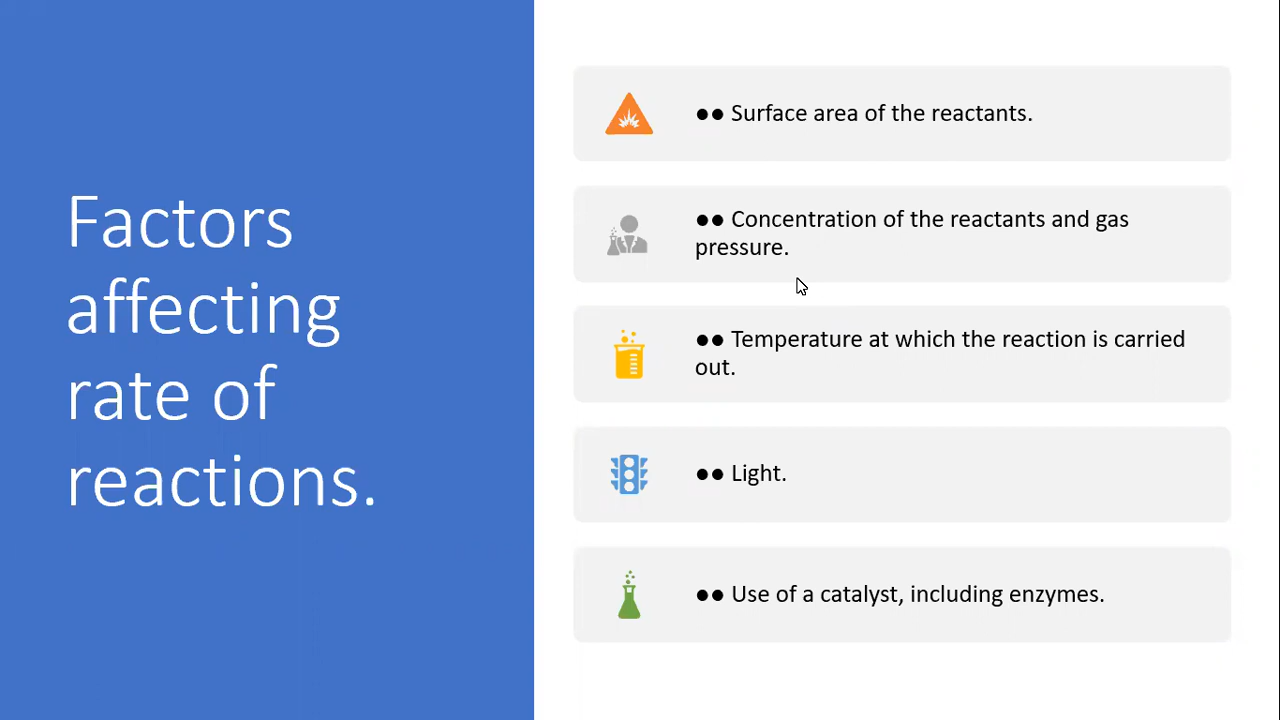 Factors
affecting
rate of
reactions.
●● Surface area of the reactants.
●● Concentration of the reactants and gas
pressure.
●● Temperature at which the reaction is carried
out.
●● Light.
●● Use of a catalyst, including enzymes.